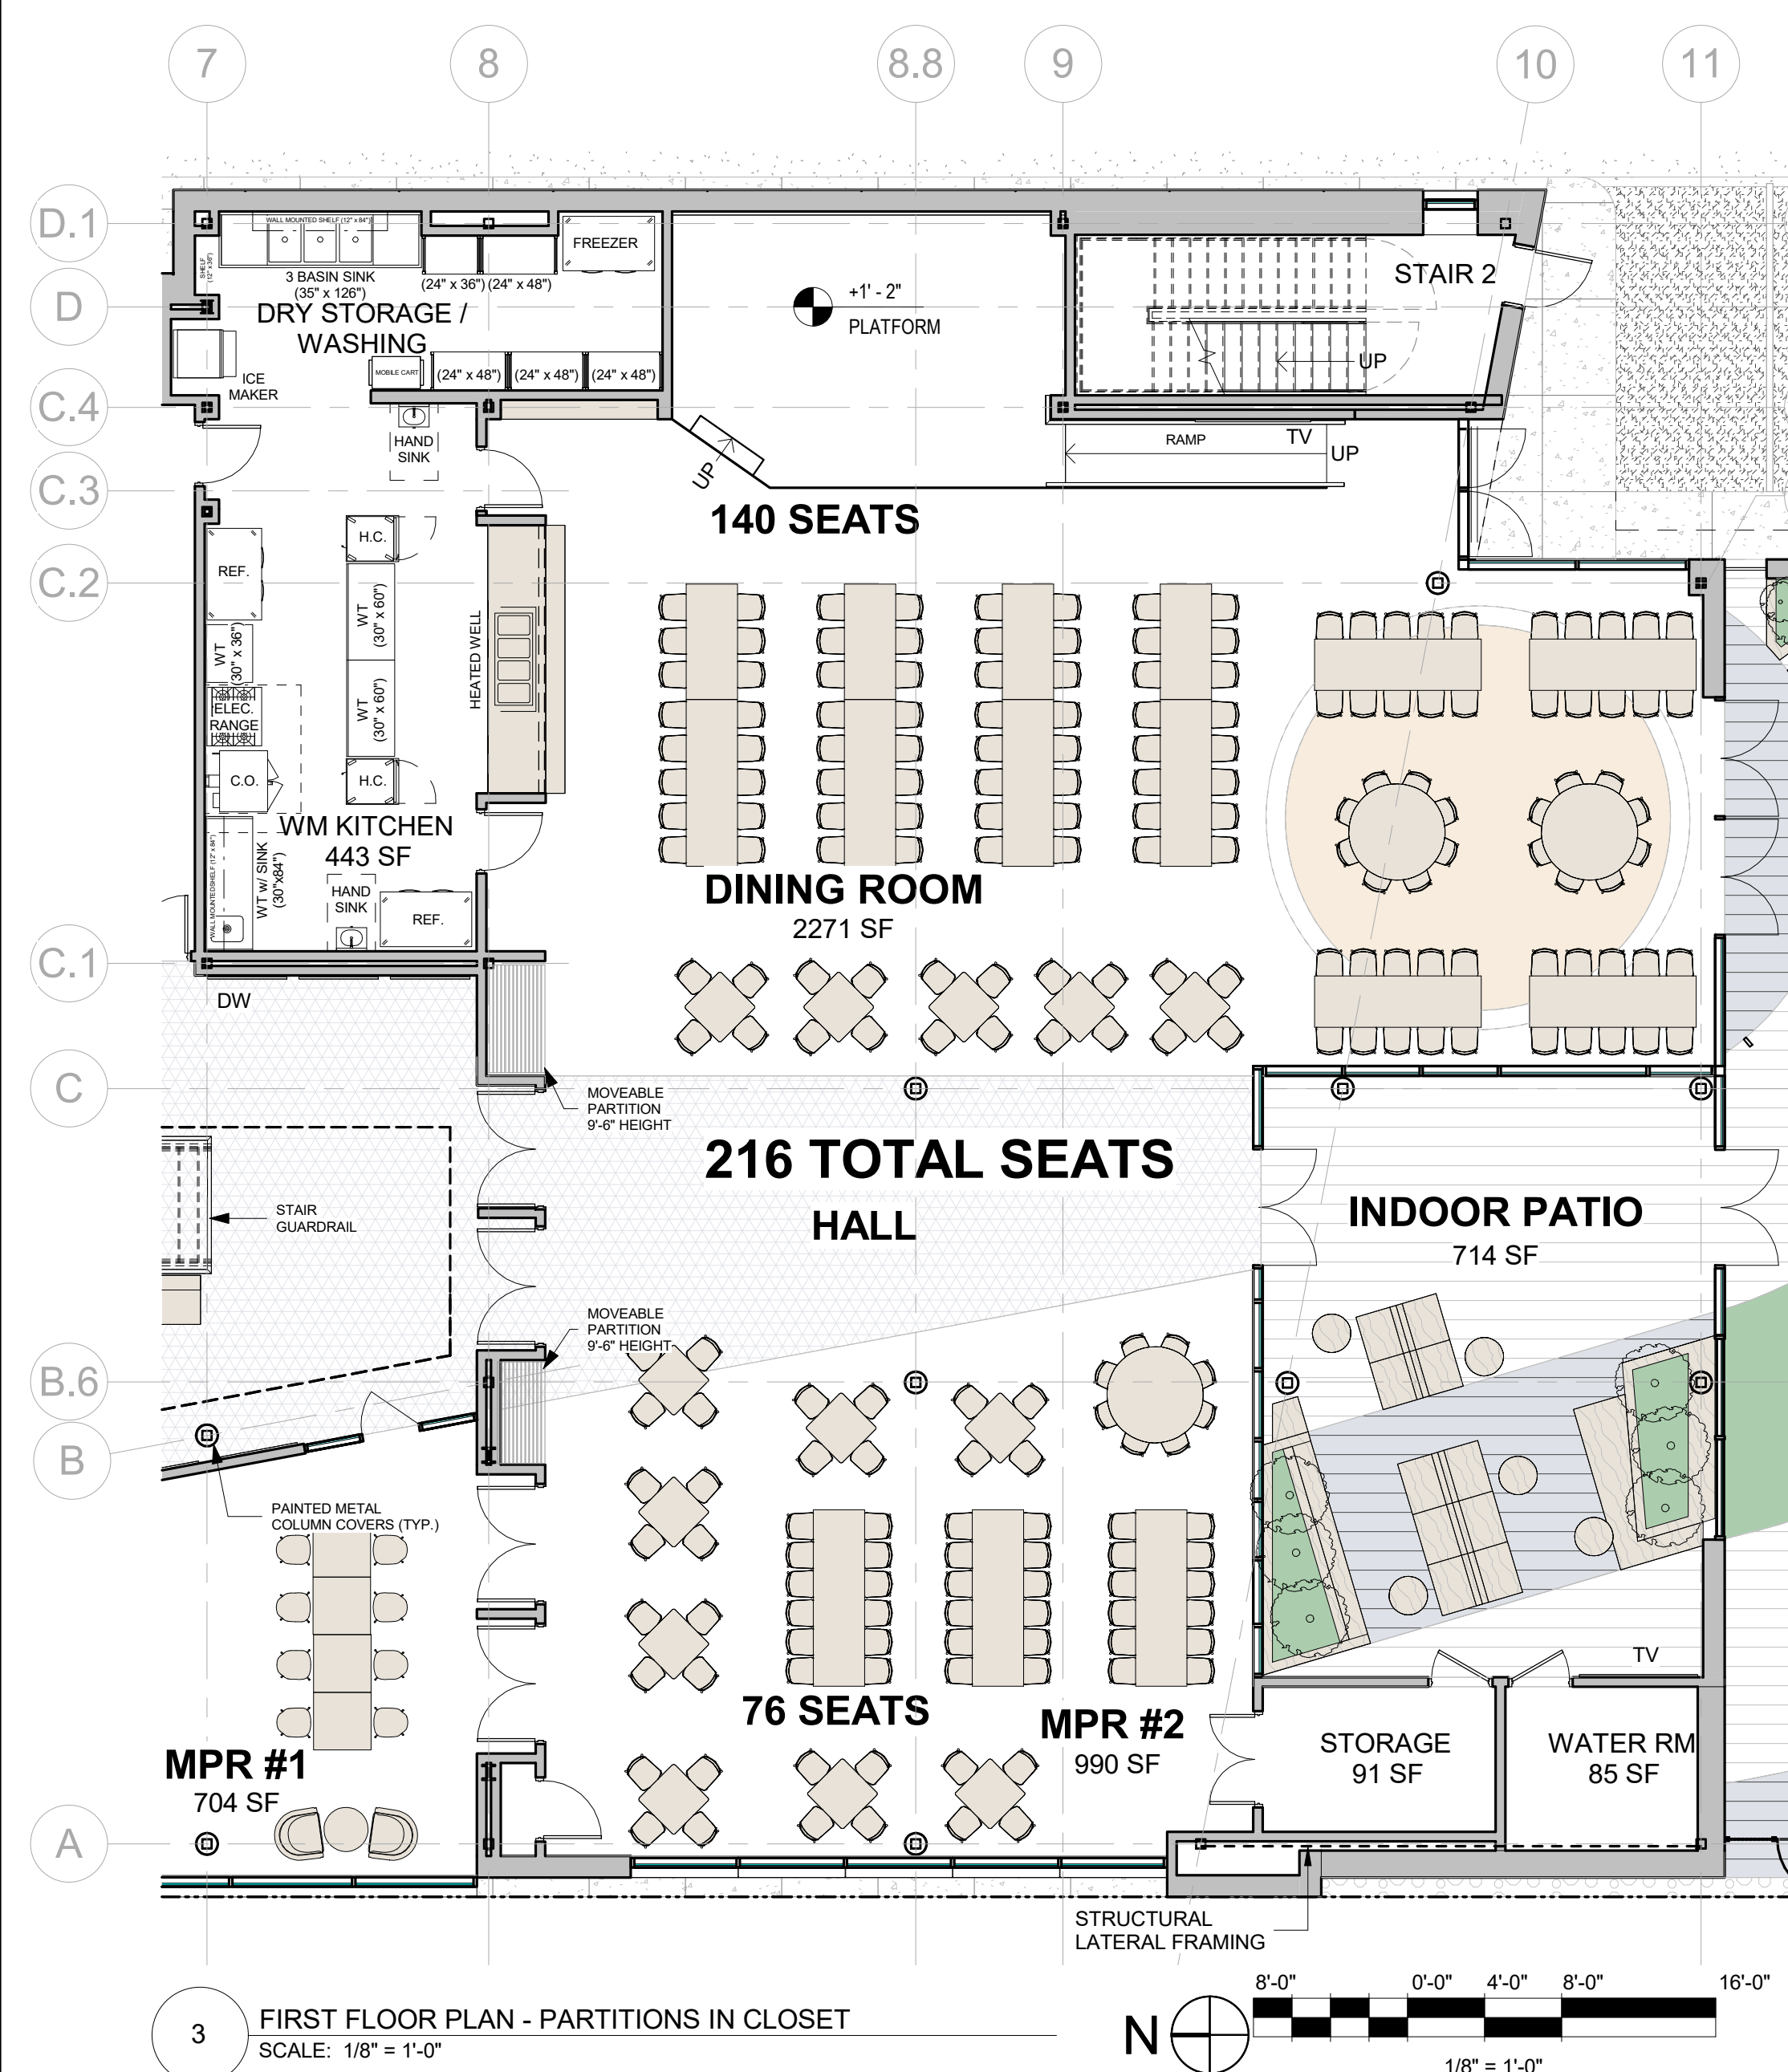 7
8
8.8
9
10
11
D.1
D
C.4
C.3
C.2
C.1
C
B.6
B
A
WALL MOUNTED SHELF (12" x 84")
SHELF
(12" x 36")
3 BASIN SINK
(35" x 126")
(24" x 36")
(24" x 48")
FREEZER
DRY STORAGE /
WASHING
ICE
MAKER
MOBILE CART
(24" x 48")
(24" x 48")
(24" x 48")
+1' - 2"
PLATFORM
STAIR 2
UP
HAND
SINK
UP
RAMP
TV
UP
140 SEATS
H.C.
REF.
WT
(30" x 60")
WT
(30" x 36")
HEATED WELL
ELEC.
RANGE
WT
(30" x 60")
C.O.
H.C.
WM KITCHEN
443 SF
WALL MOUNTEDSHELF (12" x 84")
WT w/ SINK
(30"x84")
HAND
SINK
REF.
DINING ROOM
2271 SF
DW
MOVEABLE
PARTITION
9'-6" HEIGHT
216 TOTAL SEATS
HALL
STAIR
GUARDRAIL
INDOOR PATIO
714 SF
MOVEABLE
PARTITION
9'-6" HEIGHT
PAINTED METAL
COLUMN COVERS (TYP.)
TV
76 SEATS
MPR #2
990 SF
STORAGE
91 SF
WATER RM
85 SF
MPR #1
704 SF
STRUCTURAL
LATERAL FRAMING
3
FIRST FLOOR PLAN - PARTITIONS IN CLOSET
SCALE: 1/8" = 1'-0"
N
8'-0"
0'-0"
4'-0"
8'-0"
16'-0"
1/8" = 1'-0"